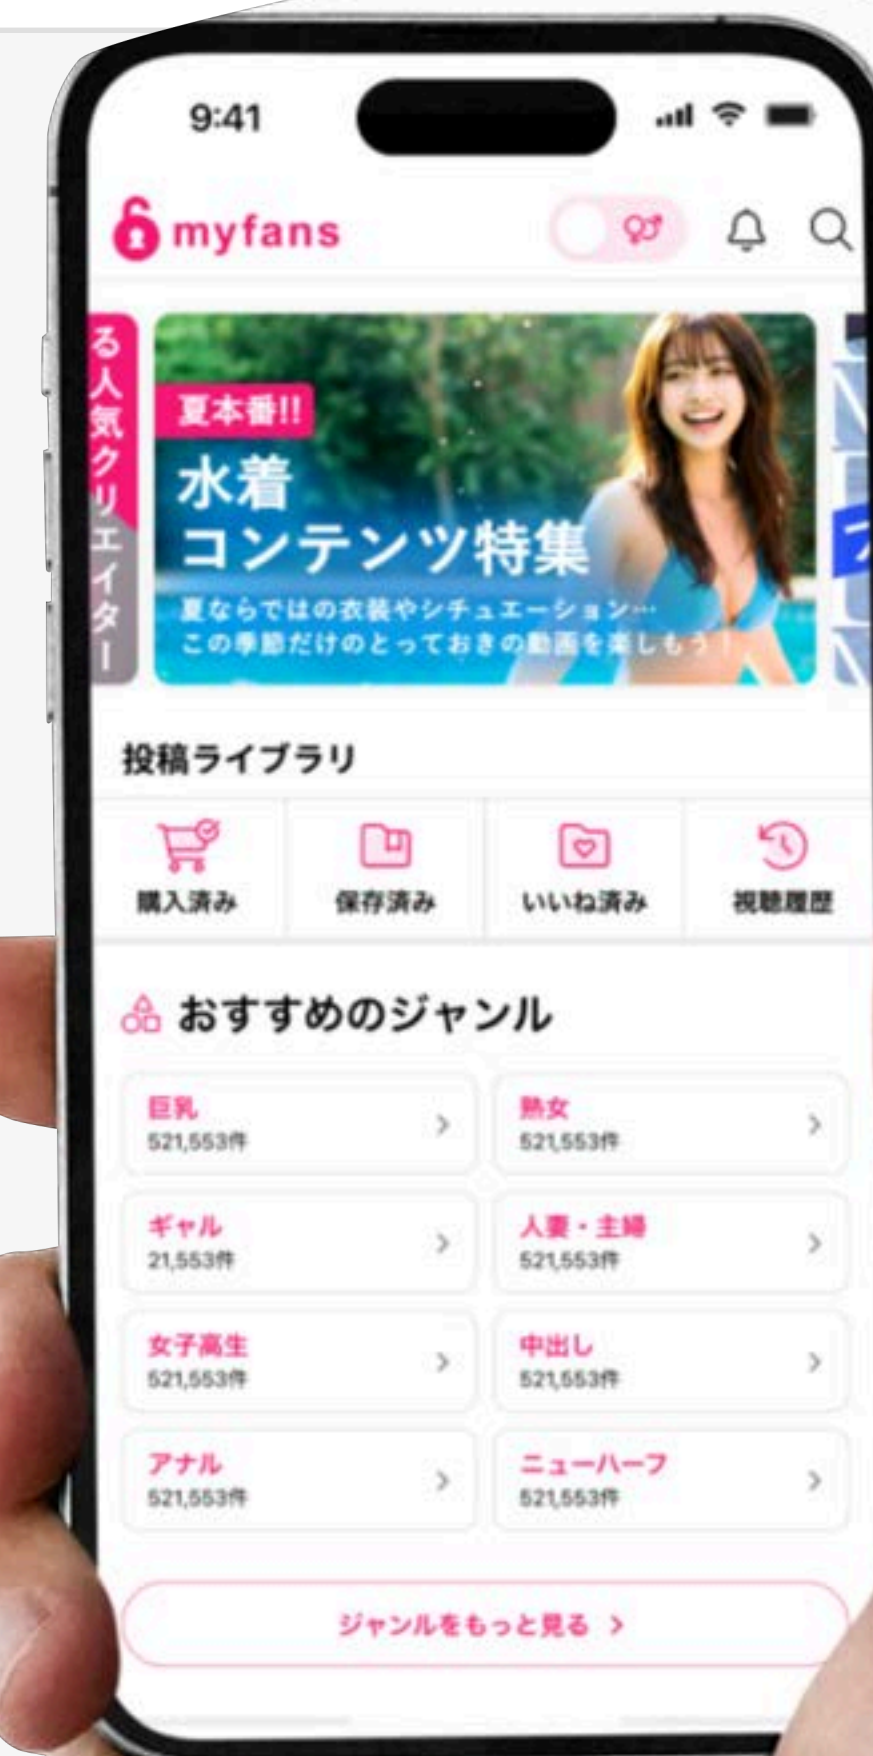 9:41
myfans
る人気クリエイター
夏本番!!
水着
コンテンツ特集
夏ならではの衣装やシチュエーション…
この季節だけのとっておきの動画を楽しもう！
投稿ライブラリ
購入済み
保存済み
いいね済み
視聴履歴
おすすめのジャンル
巨乳
521,553件
熟女
521,553件
ギャル
21,553件
人妻・主婦
521,553件
女子高生
521,553件
中出し
521,553件
アナル
521,553件
ニューハーフ
521,553件
ジャンルをもっと見る